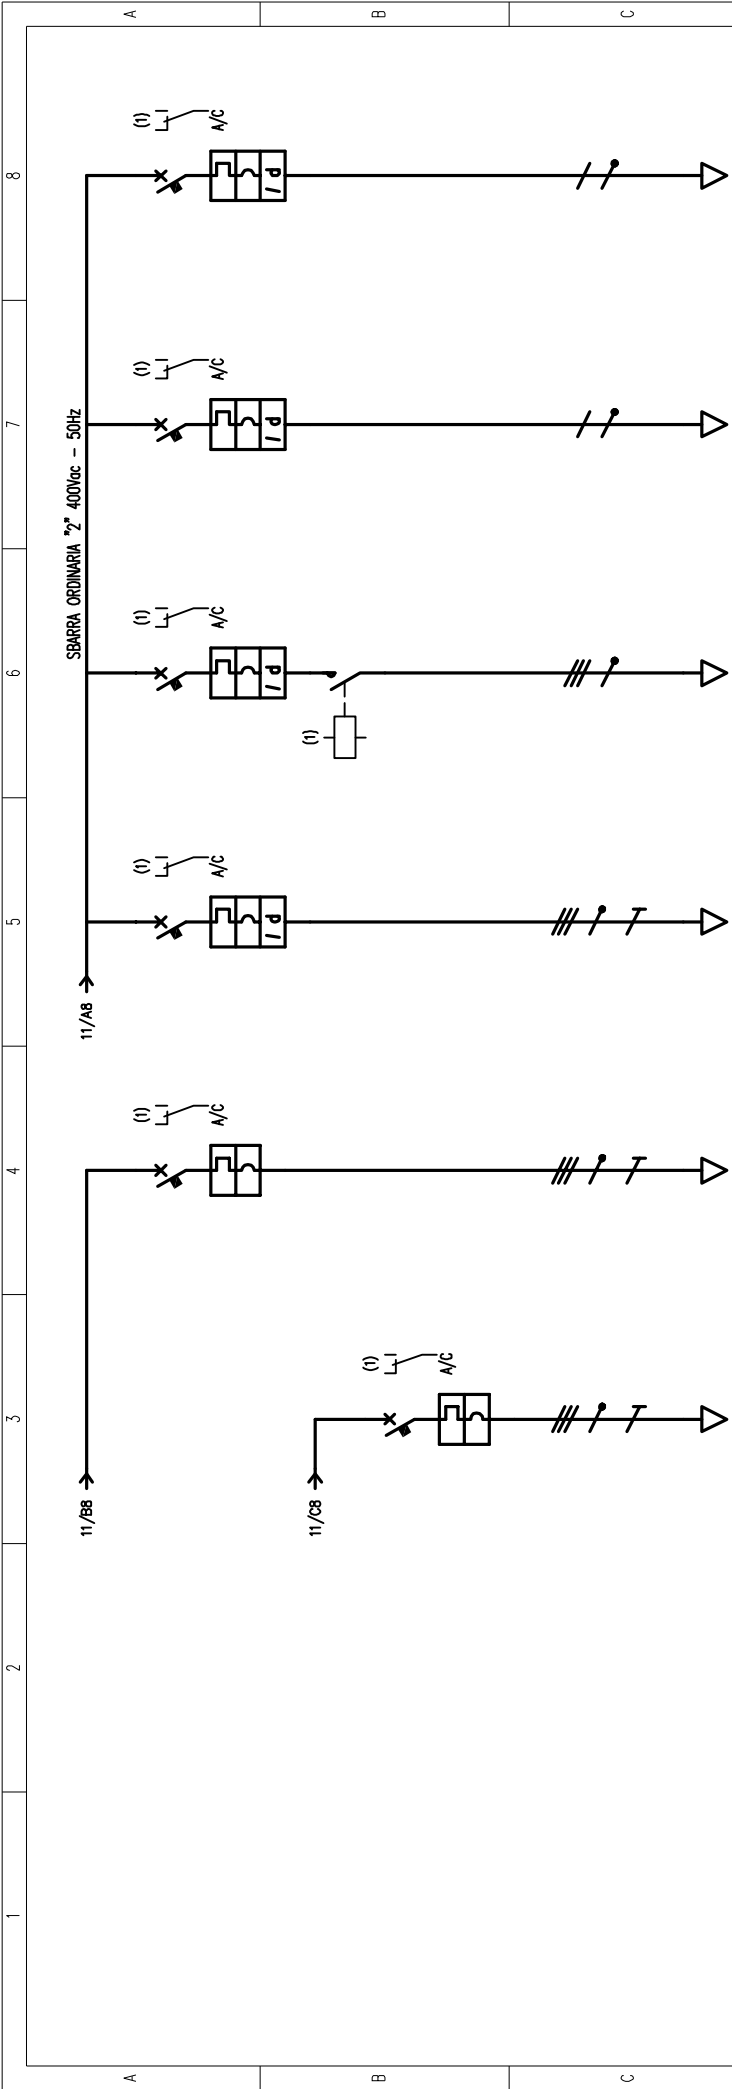 1 2 3 4 5 6 7 8
SBARRA ORDINARIA "2" 400Vac - 50Hz
11/B8 11/A8
A A
(1) (1) (1) (1) (1)
A/C A/C A/C A/C A/C
/d /d /d /d
11/C8 (1)
(1)
B B
A/C
C C